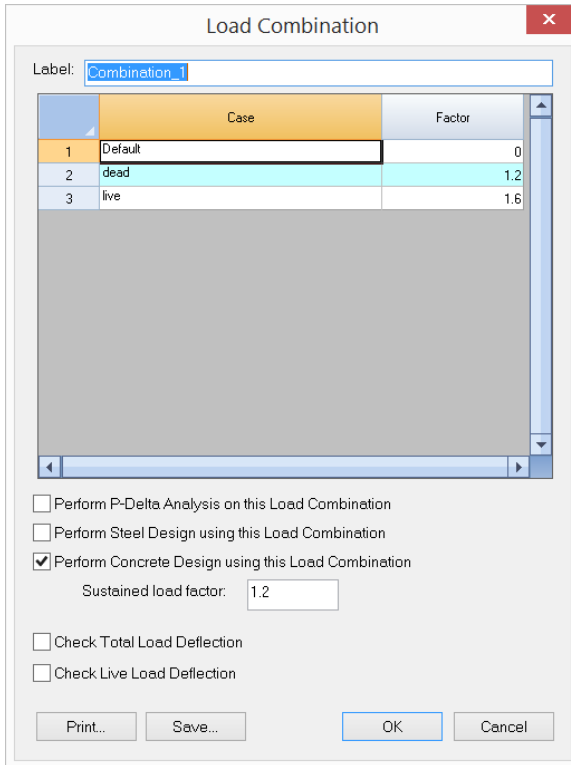 Load Combination
Label: Combination_1
Case Factor
1 Default 0
2 dead 1.2
3 live 1.6
Perform P-Delta Analysis on this Load Combination
Perform Steel Design using this Load Combination
Perform Concrete Design using this Load Combination
Sustained load factor: 1.2
Check Total Load Deflection
Check Live Load Deflection
Print... Save... OK Cancel